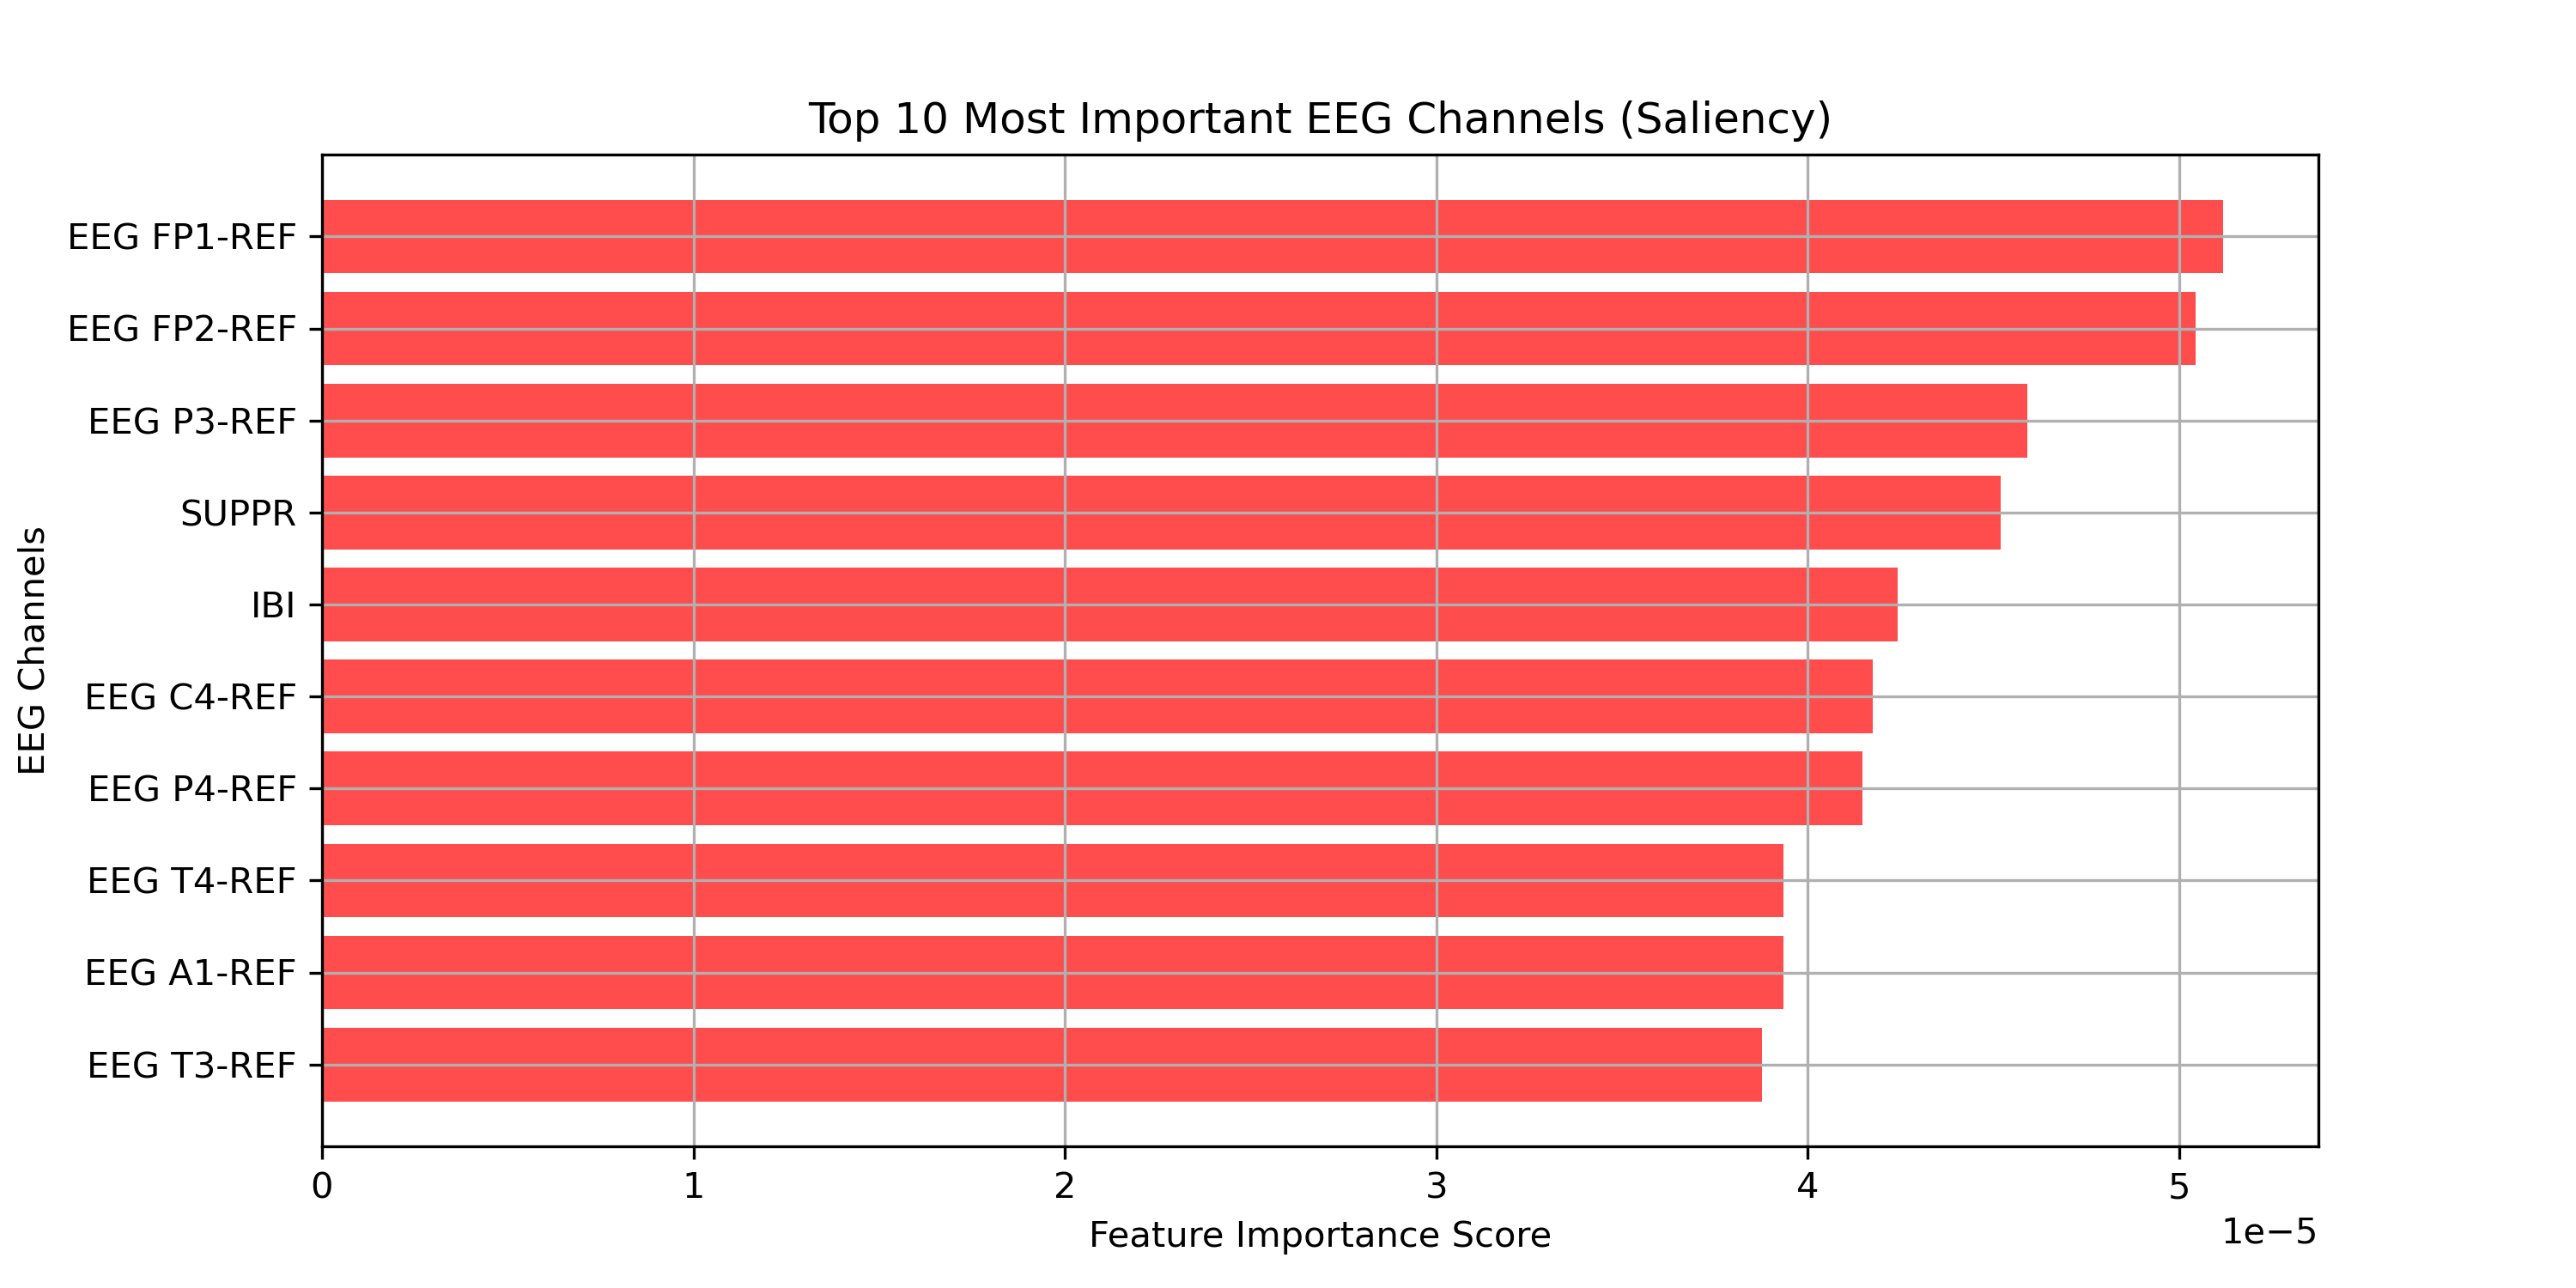 Top 10 Most Important EEG Channels (Saliency)
EEG Channels
EEG FP1-REF
EEG FP2-REF
EEG P3-REF
SUPPR
IBI
EEG C4-REF
EEG P4-REF
EEG T4-REF
EEG A1-REF
EEG T3-REF
0 1 2 3 4 5
1e−5
Feature Importance Score